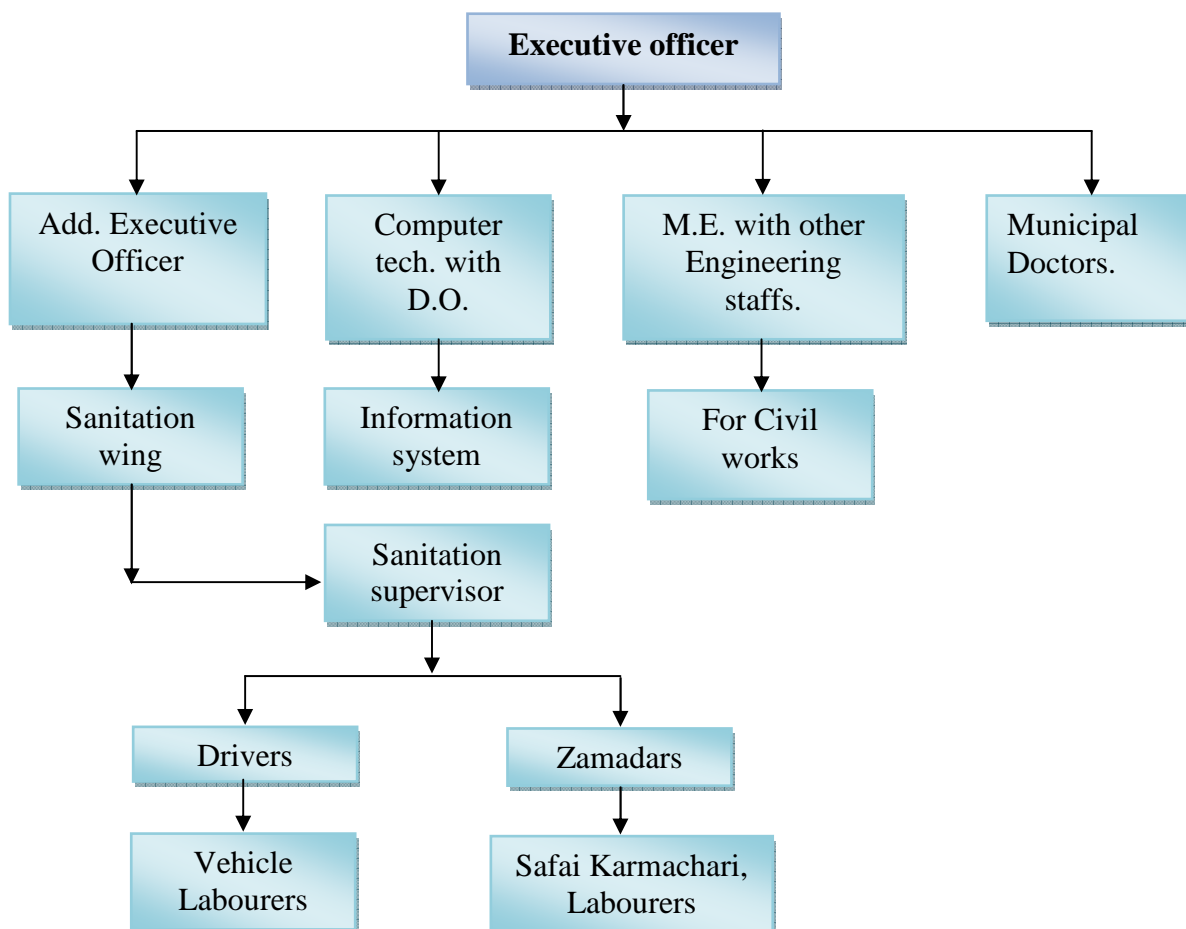 Executive officer
Add. Executive
Officer
Computer
tech. with
D.O.
M.E. with other
Engineering
staffs.
Municipal
Doctors.
Sanitation
wing
Information
system
For Civil
works
Sanitation
supervisor
Drivers
Zamadars
Vehicle
Labourers
Safai Karmachari,
Labourers